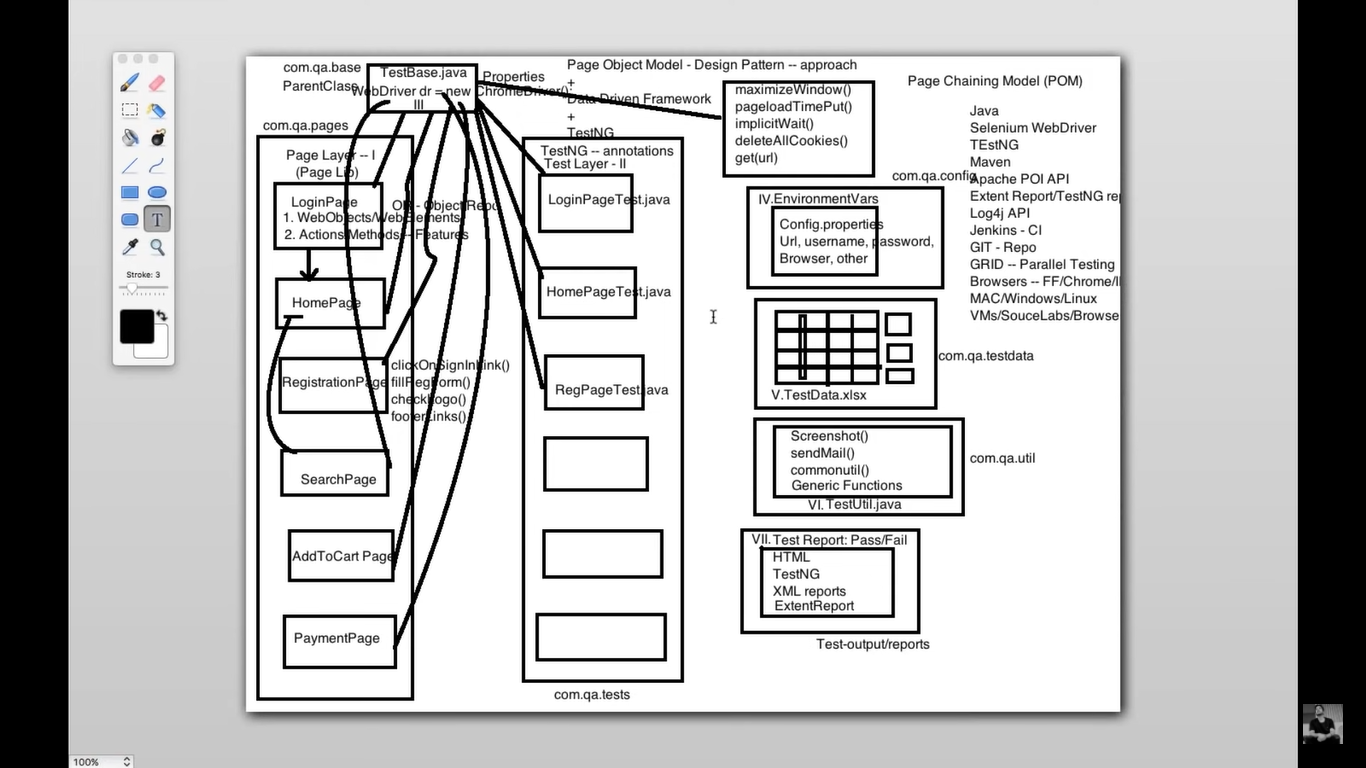 com.qa.base
ParentClass
TestBase.java
WebDriver dr = new ChromeDriver();
III
Properties
Page Object Model - Design Pattern -- approach
+
Data Driven Framework
+
TestNG
maximizeWindow()
pageloadTimePut()
implicitWait()
deleteAllCookies()
get(url)
Page Chaining Model (POM)
Java
Selenium WebDriver
TEstNG
Maven
Apache POI API
Extent Report/TestNG
Log4j API
Jenkins - CI
GIT - Repo
GRID -- Parallel Testing
Browsers -- FF/Chrome/
MAC/Windows/Linux
VMs/SouceLabs/Browse
com.qa.pages
Page Layer -- I
(Page Lib)
LoginPage
1. WebObjects/WebElements
2. Actions/Methods -- Features
OR - Object Repo
HomePage
RegistrationPage
clickOnSignInLink()
fillRegForm()
checkLogo()
footerLinks()
SearchPage
AddToCart Page
PaymentPage
TestNG -- annotations
Test Layer - II
LoginPageTest.java
HomePageTest.java
RegPageTest.java
com.qa.tests
com.qa.config
IV.EnvironmentVars
Config.properties
Url, username, password,
Browser, other
com.qa.testdata
V.TestData.xlsx
Screenshot()
sendMail()
commonutil()
Generic Functions
VI.TestUtil.java
com.qa.util
VII.Test Report: Pass/Fail
HTML
TestNG
XML reports
ExtentReport
Test-output/reports
T
Stroke: 3
100%